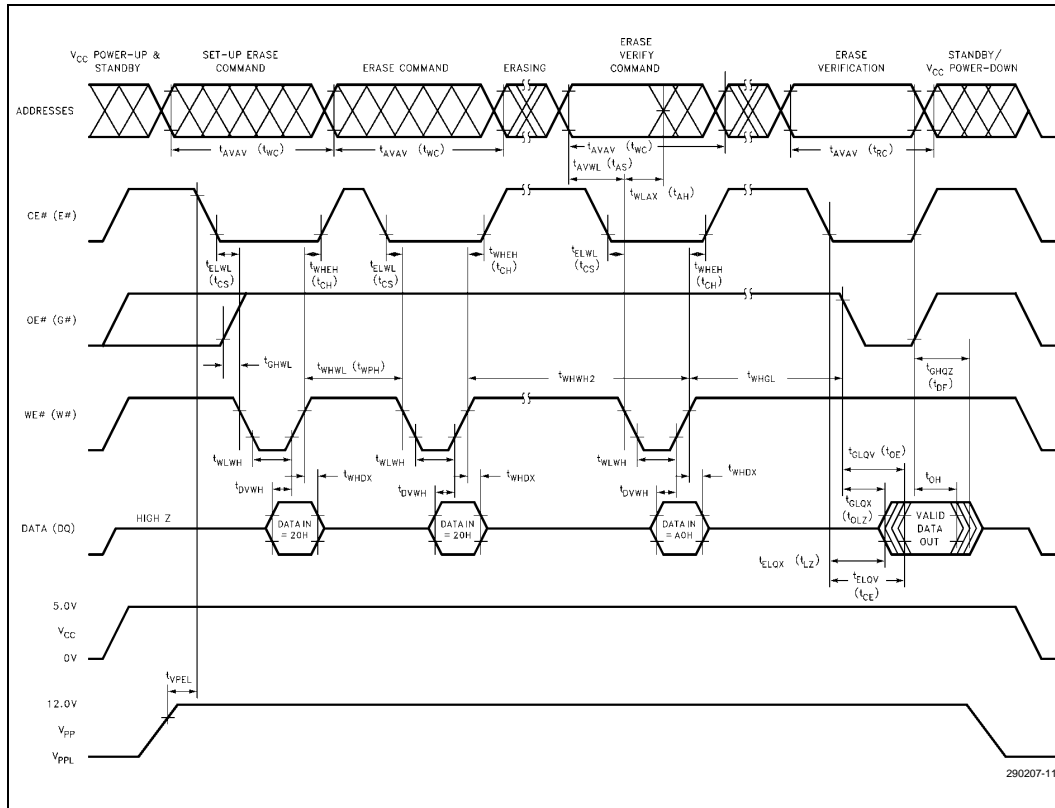 V_CC POWER-UP & STANDBY
SET-UP ERASE COMMAND
ERASE COMMAND
ERASING
ERASE VERIFY COMMAND
ERASE VERIFICATION
STANDBY/ V_CC POWER-DOWN
ADDRESSES
t_AVAV (t_WC)
t_AVAV (t_WC)
t_AVAV (t_WC)
t_AVAV (t_RC)
t_AVWL (t_AS)
t_WLAX (t_AH)
CE# (E#)
t_ELWL (t_CS)
t_WHEH (t_CH)
t_ELWL (t_CS)
t_WHEH (t_CH)
t_ELWL (t_CS)
t_WHEH (t_CH)
OE# (G#)
t_GHWL
t_WHWL (t_WPH)
t_WHWH2
t_WHGL
t_GHQZ (t_DF)
WE# (W#)
t_WLWH
t_WHDX
t_WLWH
t_WHDX
t_WLWH
t_WHDX
t_GLQV (t_OE)
t_DVWH
t_DVWH
t_DVWH
t_GLQX (t_OLZ)
t_OH
DATA (DQ)
HIGH Z
DATA IN = 20H
DATA IN = 20H
DATA IN = A0H
VALID DATA OUT
t_ELQX (t_LZ)
t_ELQV (t_CE)
5.0V
V_CC
0V
t_VPEL
12.0V
V_PP
V_PPL
290207-11